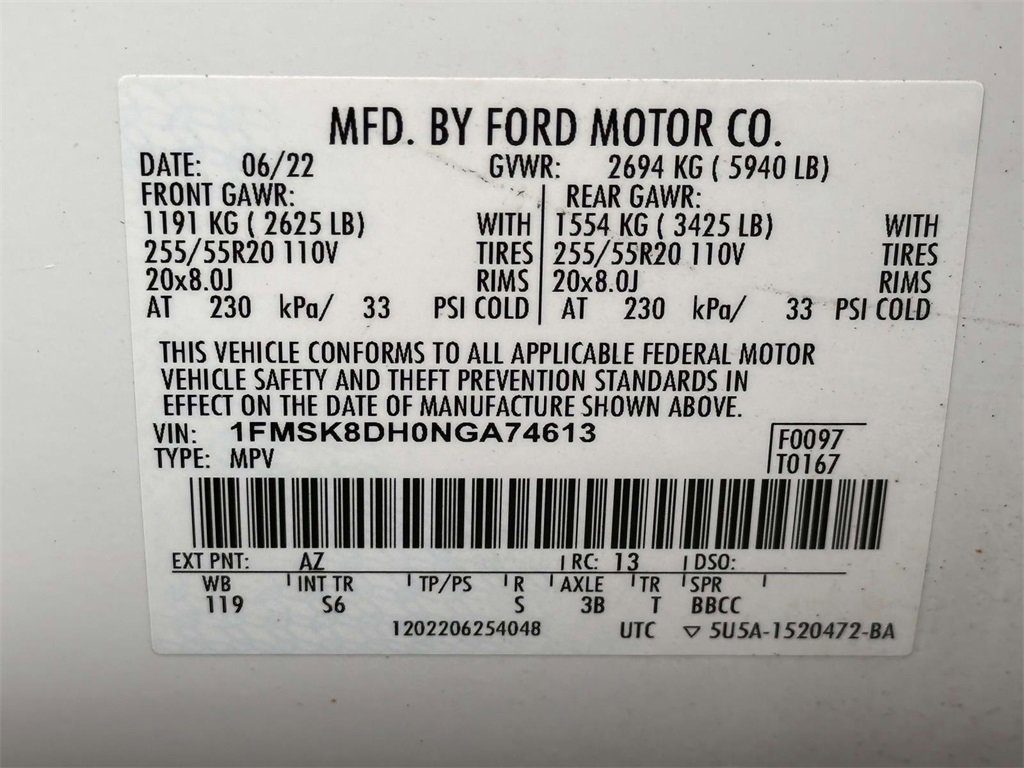 MFD. BY FORD MOTOR CO.
DATE: 06/22 GVWR: 2694 KG ( 5940 LB)
FRONT GAWR: REAR GAWR:
1191 KG ( 2625 LB) WITH 1554 KG ( 3425 LB) WITH
255/55R20 110V TIRES 255/55R20 110V TIRES
20x8.0J RIMS 20x8.0J RIMS
AT 230 kPa/ 33 PSI COLD AT 230 kPa/ 33 PSI COLD
THIS VEHICLE CONFORMS TO ALL APPLICABLE FEDERAL MOTOR
VEHICLE SAFETY AND THEFT PREVENTION STANDARDS IN
EFFECT ON THE DATE OF MANUFACTURE SHOWN ABOVE.
VIN: 1FMSK8DH0NGA74613 F0097
TYPE: MPV T0167
EXT PNT: AZ RC: 13 DSO:
WB INT TR TP/PS R AXLE TR SPR
119 S6 S 3B T BBCC
1202206254048 UTC ▽ 5U5A-1520472-BA